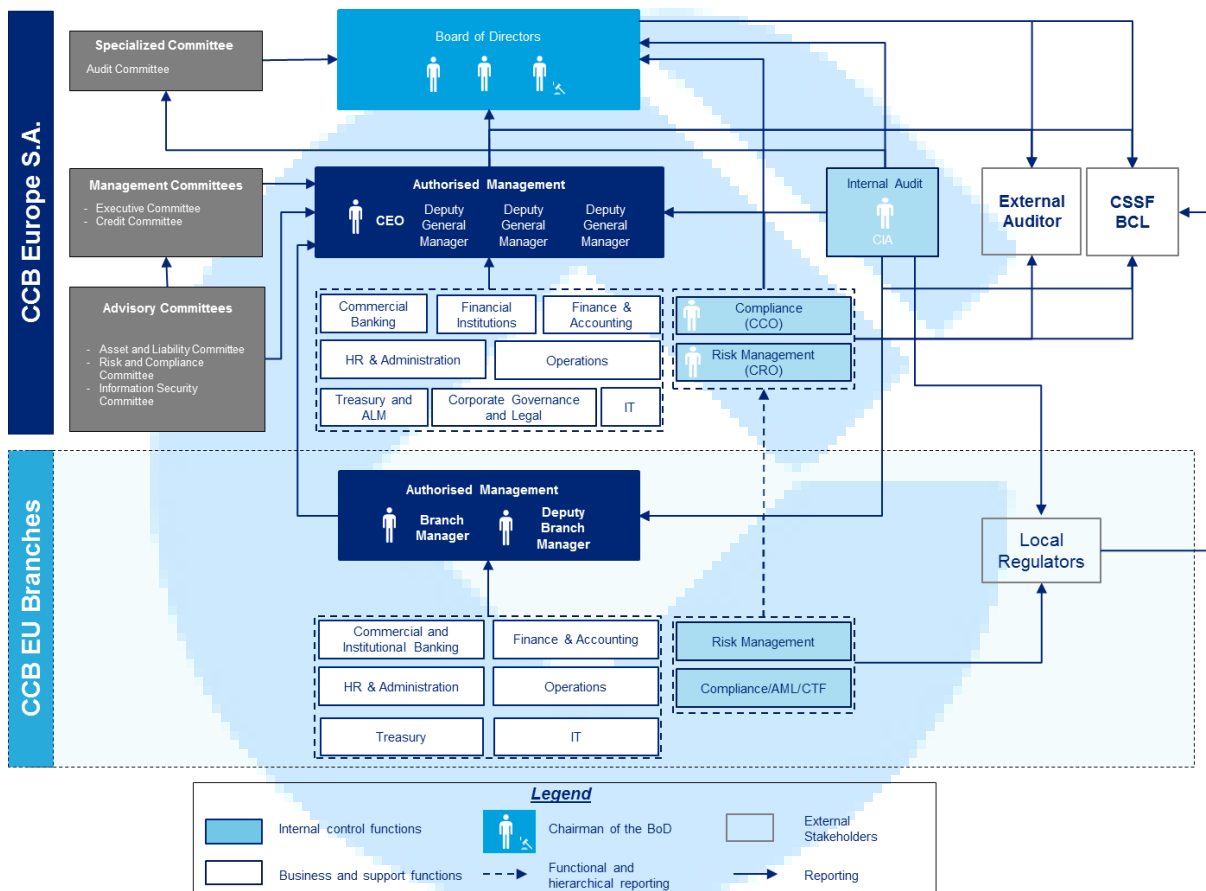 CCB Europe S.A.
Specialized Committee
Audit Committee
Board of Directors
Management Committees
- Executive Committee
- Credit Committee
Authorised Management
CEO
Deputy
General
Manager
Deputy
General
Manager
Deputy
General
Manager
Internal Audit
CIA
External
Auditor
CSSF
BCL
Advisory Committees
- Asset and Liability Committee
- Risk and Compliance
Committee
- Information Security
Committee
Commercial
Banking
Financial
Institutions
Finance &
Accounting
HR & Administration
Operations
Treasury and
ALM
Corporate Governance
and Legal
IT
Compliance
(CCO)
Risk Management
(CRO)
CCB EU Branches
Authorised Management
Branch
Manager
Deputy
Branch
Manager
Local
Regulators
Commercial and
Institutional Banking
Finance & Accounting
HR & Administration
Operations
Treasury
IT
Risk Management
Compliance/AML/CTF
Legend
Internal control functions
Chairman of the BoD
External
Stakeholders
Business and support functions
Functional and
hierarchical reporting
Reporting